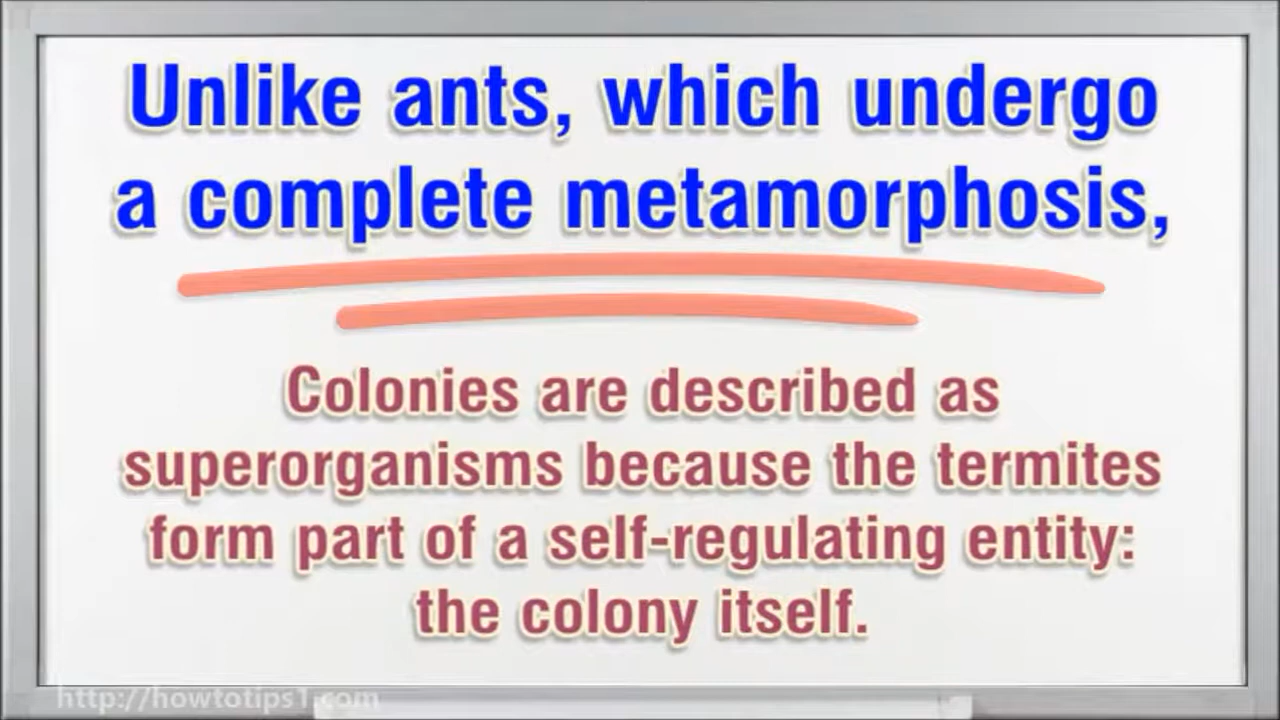 Unlike ants, which undergo
a complete metamorphosis,
Colonies are described as
superorganisms because the termites
form part of a self-regulating entity:
the colony itself.
http://howtotips1.com